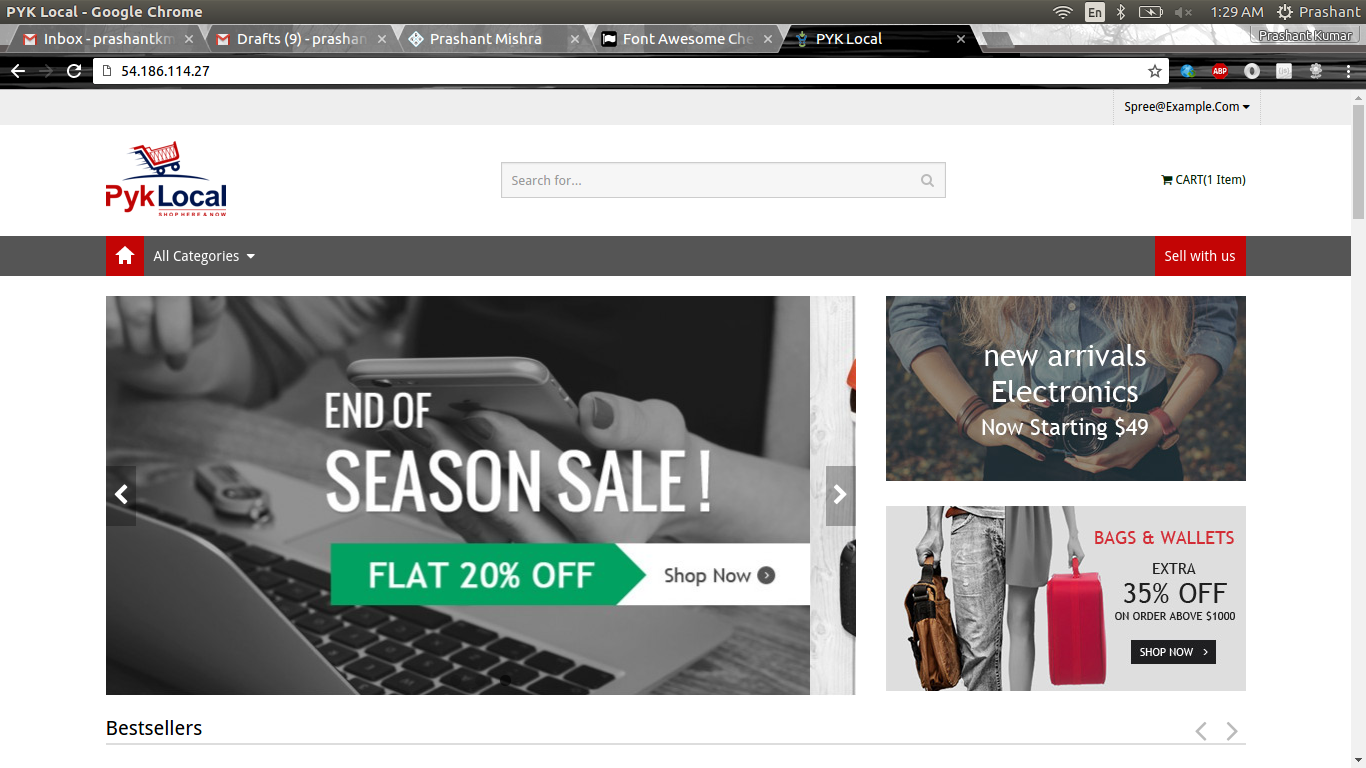 PYK Local - Google Chrome
En
1:29 AM
Prashant
Inbox - prashantkm
Drafts (9) - prashan
Prashant Mishra
Font Awesome Che
PYK Local
Prashant Kumar
54.186.114.27
ABP
Spree@Example.Com
PykLocal
SHOP HERE & NOW
Search for...
CART(1 Item)
All Categories
Sell with us
END OF
SEASON SALE !
FLAT 20% OFF
Shop Now
new arrivals
Electronics
Now Starting $49
BAGS & WALLETS
EXTRA
35% OFF
ON ORDER ABOVE $1000
SHOP NOW
Bestsellers